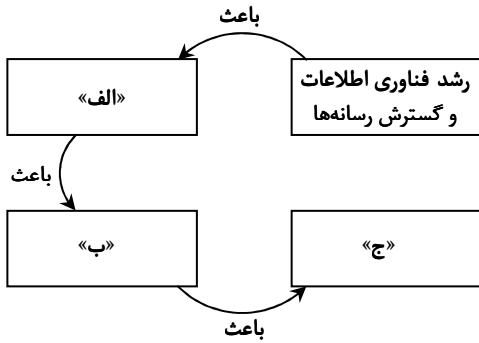 باعث
رشد فناوری اطلاعات
و گسترش رسانه‌ها
«الف»
باعث
«ب»
«ج»
باعث